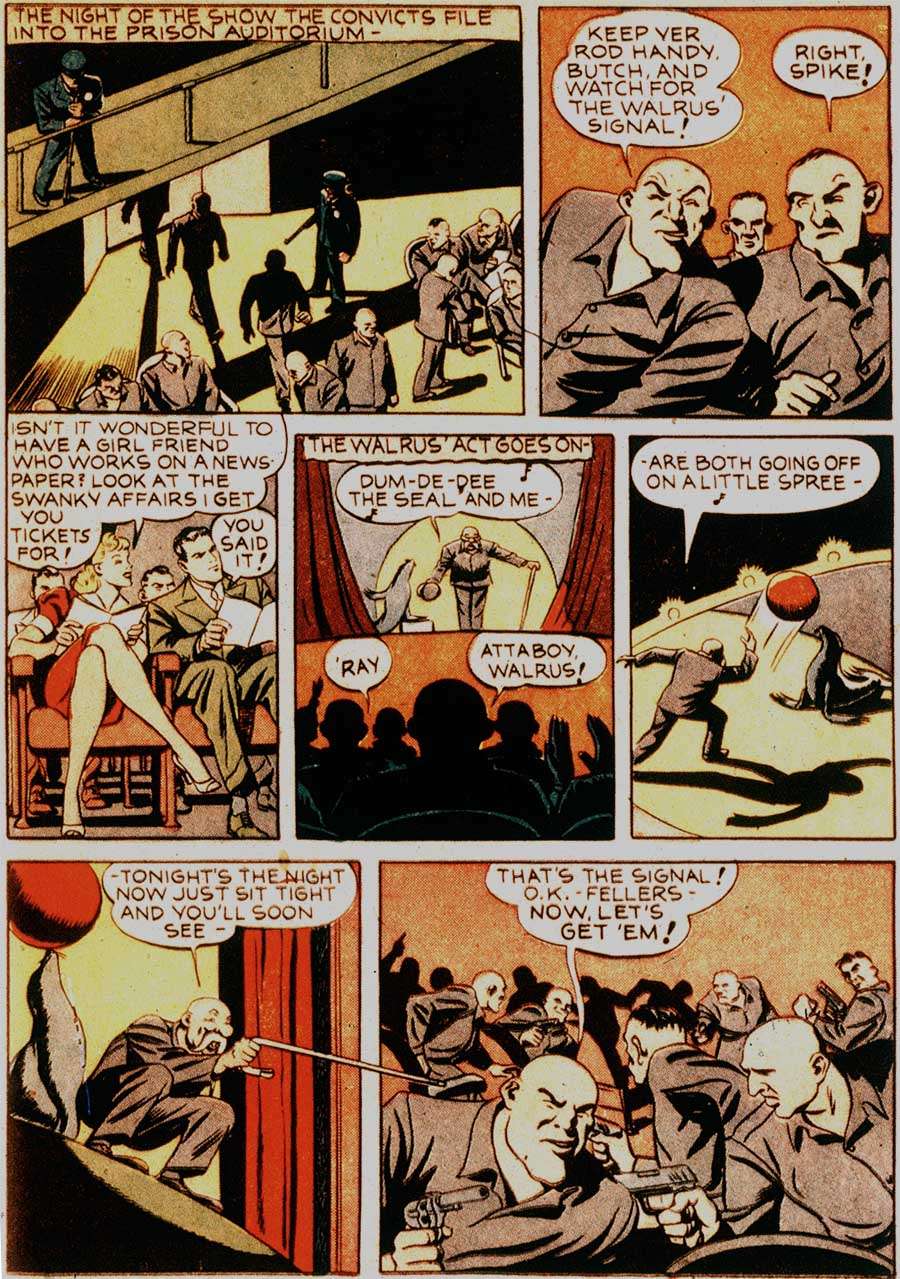 THE NIGHT OF THE SHOW THE CONVICTS FILE
INTO THE PRISON AUDITORIUM -
KEEP YER
ROD HANDY,
BUTCH, AND
WATCH FOR
THE WALRUS'
SIGNAL!
RIGHT,
SPIKE!
ISN'T IT WONDERFUL TO
HAVE A GIRL FRIEND
WHO WORKS ON A NEWS-
PAPER? LOOK AT THE
SWANKY AFFAIRS I GET
YOU
TICKETS
FOR!
YOU
SAID
IT!
THE WALRUS' ACT GOES ON-
DUM-DE-DEE
THE SEAL AND ME -
'RAY
ATTABOY,
WALRUS!
-ARE BOTH GOING OFF
ON A LITTLE SPREE -
-TONIGHT'S THE NIGHT
NOW JUST SIT TIGHT
AND YOU'LL SOON
SEE -
THAT'S THE SIGNAL!
O.K. -FELLERS -
NOW, LET'S
GET 'EM!